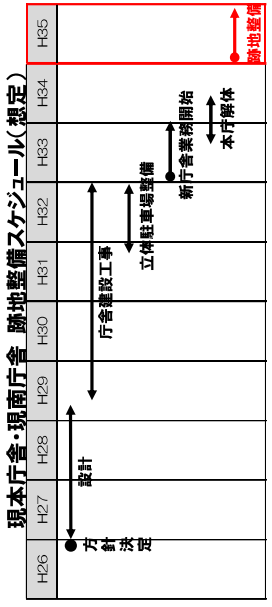 現本庁舎・現南庁舎 跡地整備スケジュール(想定)
H26 H27 H28 H29 H30 H31 H32 H33 H34 H35
方針決定
設計
庁舎建設工事
立体駐車場整備
新庁舎業務開始
本庁解体
跡地整備